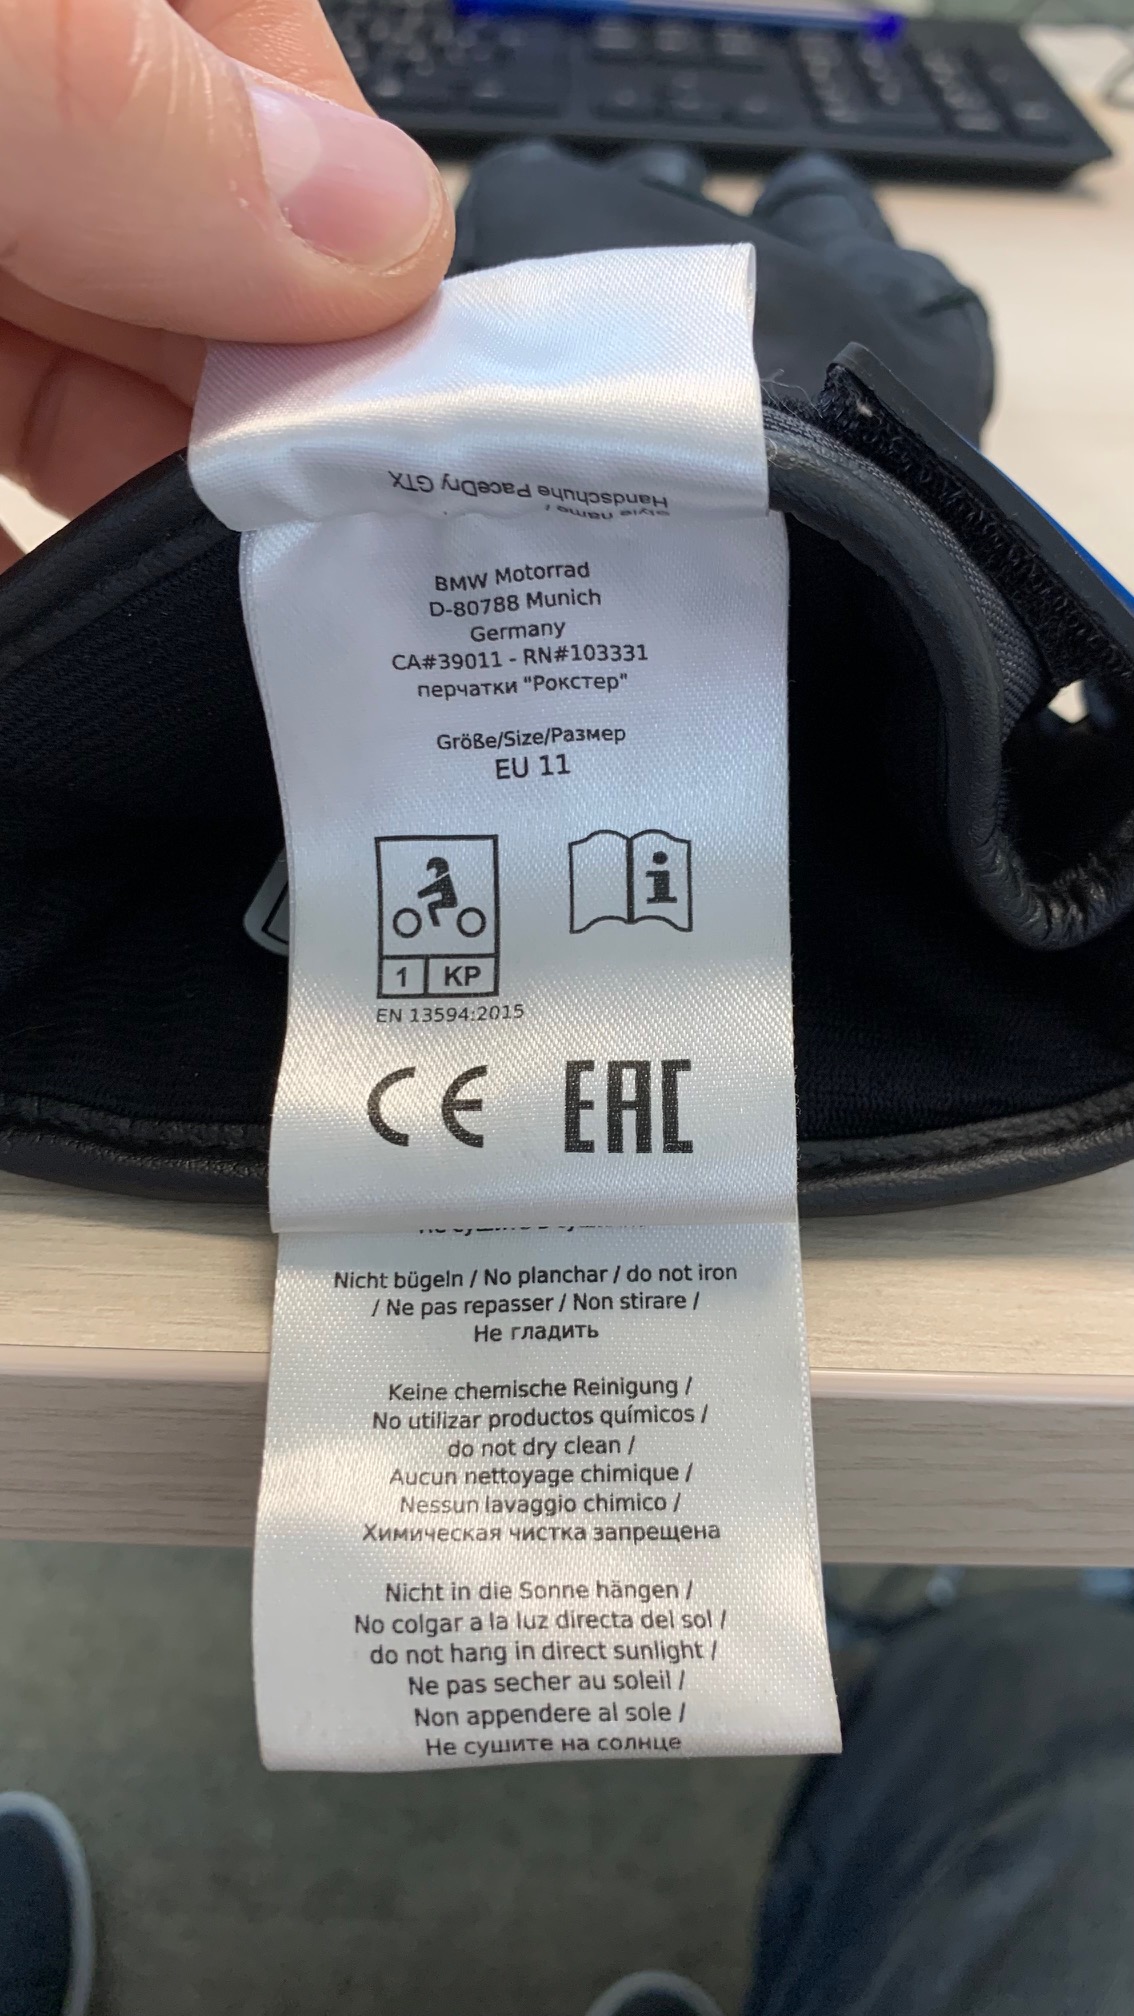 Handschuhe PaceDry GTX
Style name /
BMW Motorrad
D-80788 Munich
Germany
CA#39011 - RN#103331
перчатки "Рокстер"
Größe/Size/Размер
EU 11
1 KP
EN 13594:2015
CE EAC
Nicht bügeln / No planchar / do not iron
/ Ne pas repasser / Non stirare /
Не гладить
Keine chemische Reinigung /
No utilizar productos químicos /
do not dry clean /
Aucun nettoyage chimique /
Nessun lavaggio chimico /
Химическая чистка запрещена
Nicht in die Sonne hängen /
No colgar a la luz directa del sol /
do not hang in direct sunlight /
Ne pas secher au soleil /
Non appendere al sole /
Не сушите на солнце